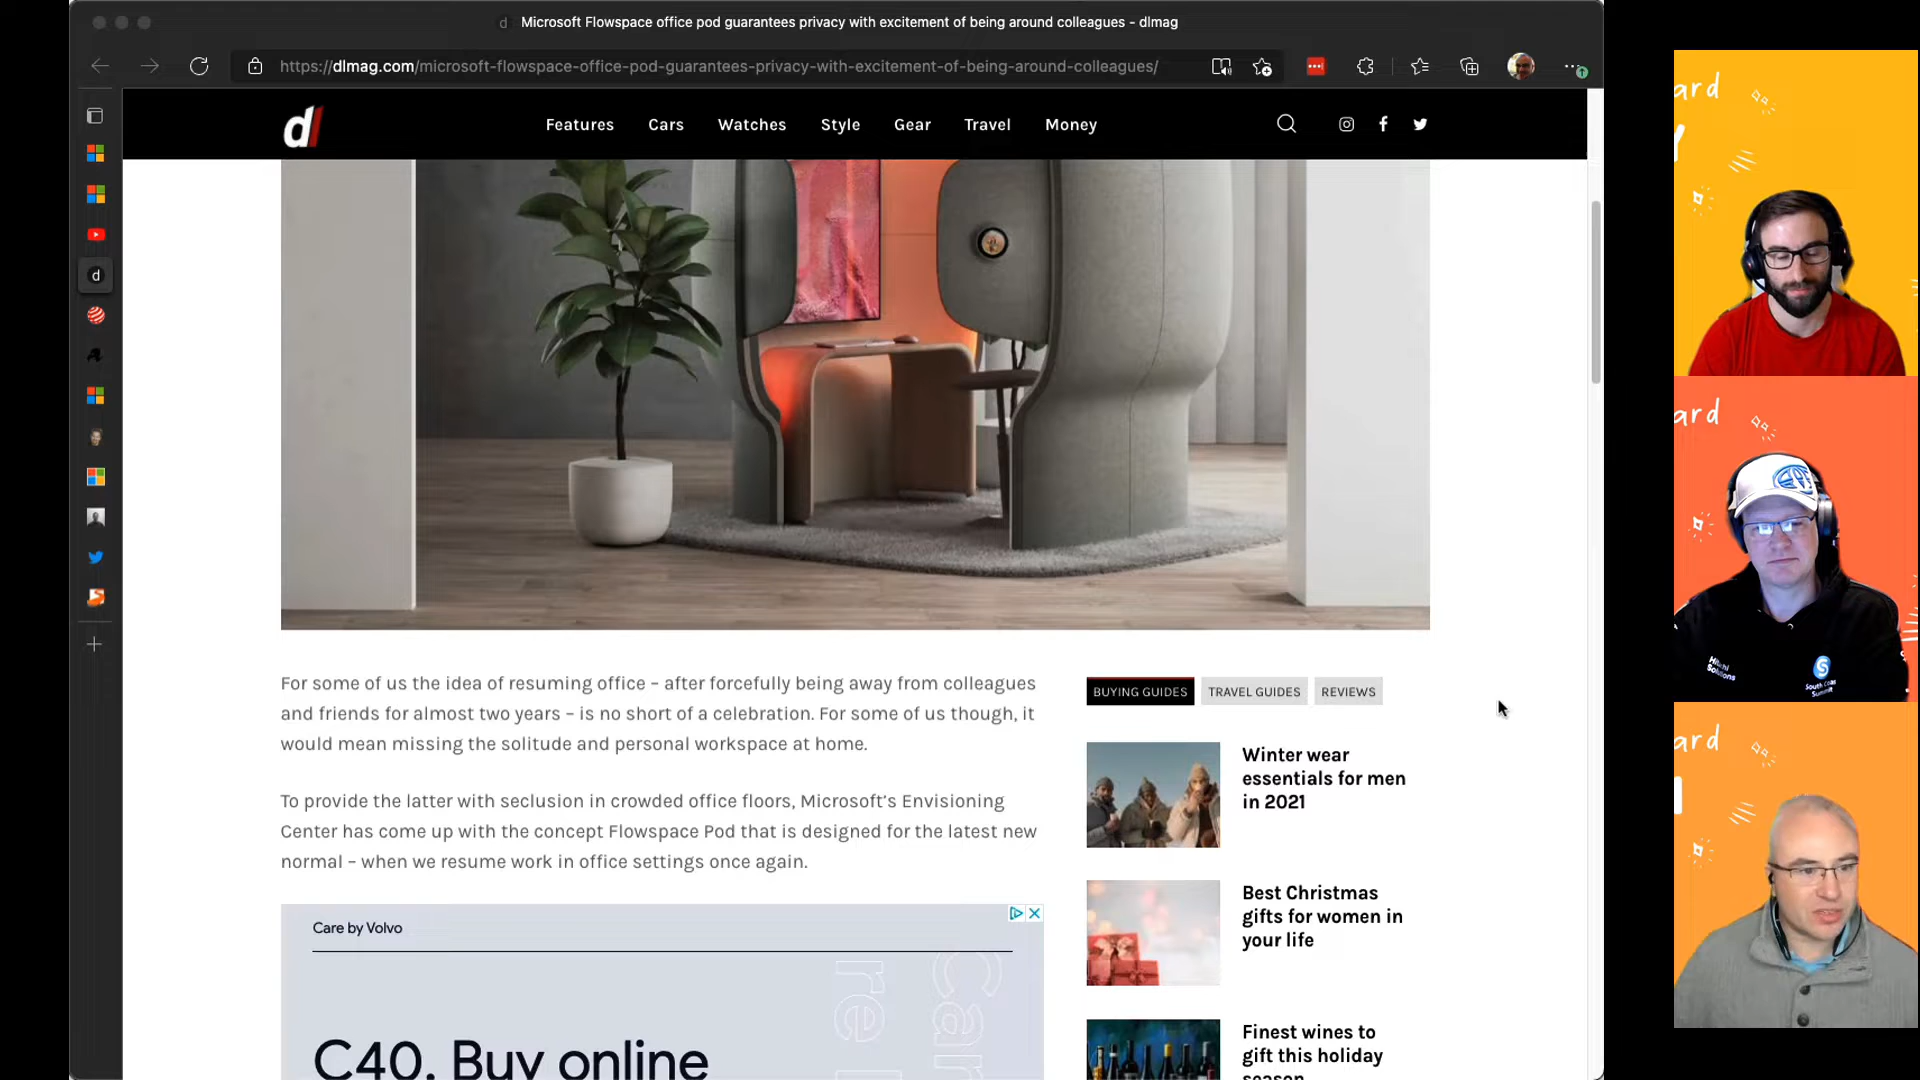 Microsoft Flowspace office pod guarantees privacy with excitement of being around colleagues - dlmag
https://dlmag.com/microsoft-flowspace-office-pod-guarantees-privacy-with-excitement-of-being-around-colleagues/
dl
Features Cars Watches Style Gear Travel Money
For some of us the idea of resuming office – after forcefully being away from colleagues
and friends for almost two years – is no short of a celebration. For some of us though, it
would mean missing the solitude and personal workspace at home.
To provide the latter with seclusion in crowded office floors, Microsoft's Envisioning
Center has come up with the concept Flowspace Pod that is designed for the latest new
normal – when we resume work in office settings once again.
Care by Volvo
C40. Buy online
BUYING GUIDES TRAVEL GUIDES REVIEWS
Winter wear
essentials for men
in 2021
Best Christmas
gifts for women in
your life
Finest wines to
gift this holiday
season
ard
Y
ard
Hitachi
Solutions
South Coast
Summit
ard